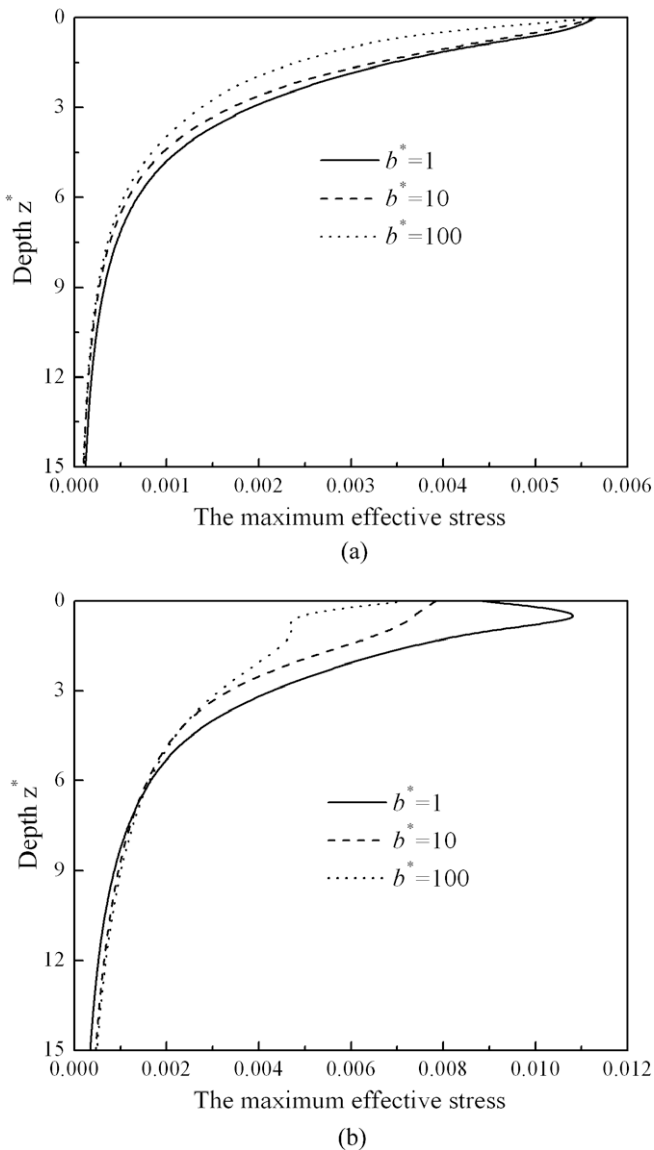 0
3
6
9
12
15
Depth z*
b*=1
b*=10
b*=100
0.000 0.001 0.002 0.003 0.004 0.005 0.006
The maximum effective stress
(a)
0
3
6
9
12
15
Depth z*
b*=1
b*=10
b*=100
0.000 0.002 0.004 0.006 0.008 0.010 0.012
The maximum effective stress
(b)